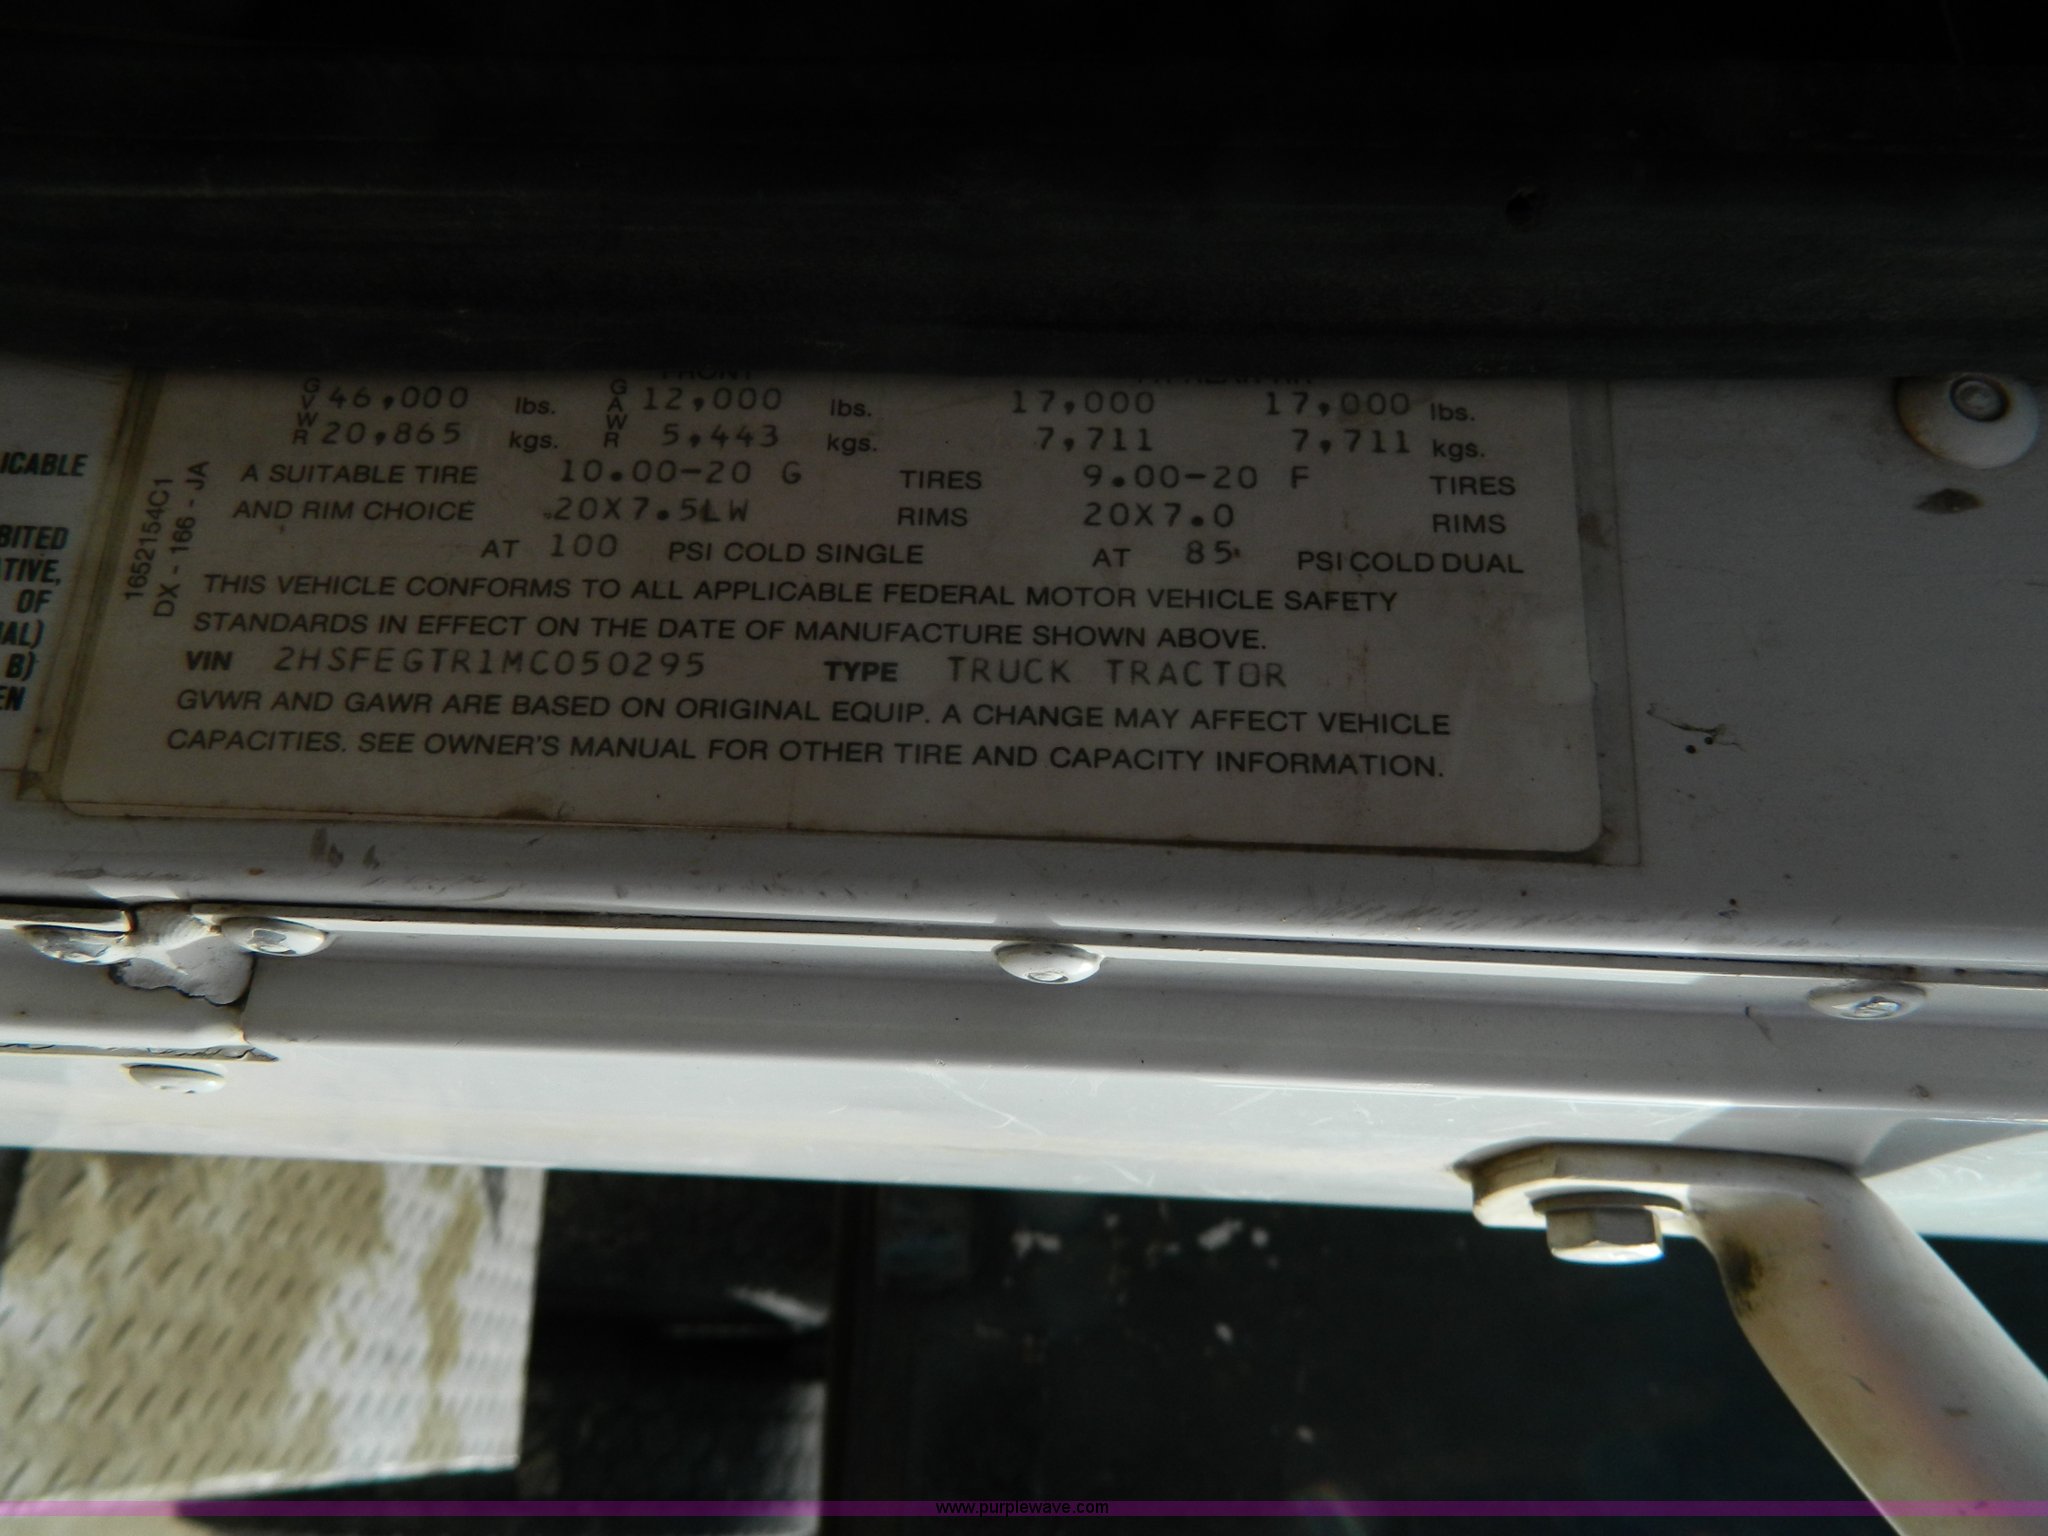 FRONT
GVWR 46,000 lbs. GAWR 12,000 lbs. 17,000 17,000 lbs.
20,865 kgs. 5,443 kgs. 7,711 7,711 kgs.
A SUITABLE TIRE 10.00-20 G TIRES 9.00-20 F TIRES
AND RIM CHOICE 20X7.5LW RIMS 20X7.0 RIMS
AT 100 PSI COLD SINGLE AT 85 PSI COLD DUAL
THIS VEHICLE CONFORMS TO ALL APPLICABLE FEDERAL MOTOR VEHICLE SAFETY
STANDARDS IN EFFECT ON THE DATE OF MANUFACTURE SHOWN ABOVE.
VIN 2HSFEGTR1MC050295 TYPE TRUCK TRACTOR
GVWR AND GAWR ARE BASED ON ORIGINAL EQUIP. A CHANGE MAY AFFECT VEHICLE
CAPACITIES. SEE OWNER'S MANUAL FOR OTHER TIRE AND CAPACITY INFORMATION.
1652154C1
DX - 166 - JA
ICABLE
BITED
TIVE,
OF
IAL)
B)
EN
www.purplewave.com